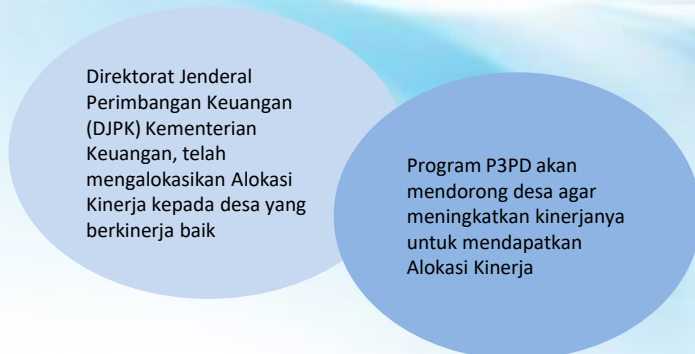 Direktorat Jenderal
Perimbangan Keuangan
(DJPK) Kementerian
Keuangan, telah
mengalokasikan Alokasi
Kinerja kepada desa yang
berkinerja baik
Program P3PD akan
mendorong desa agar
meningkatkan kinerjanya
untuk mendapatkan
Alokasi Kinerja